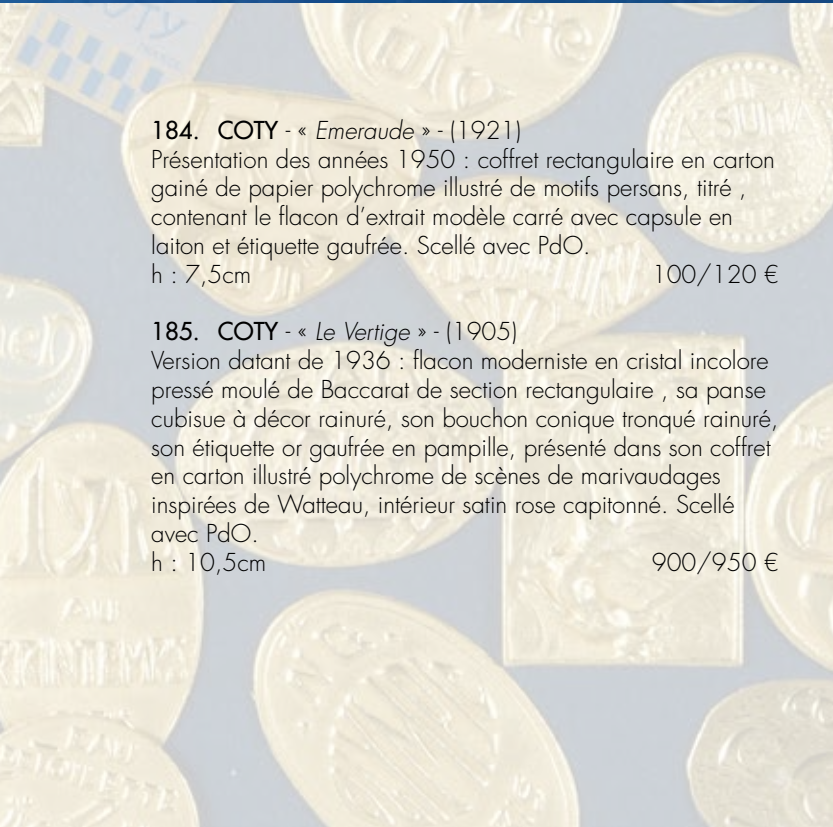 184. COTY - « Emeraude » - (1921)
Présentation des années 1950 : coffret rectangulaire en carton
gainé de papier polychrome illustré de motifs persans, titré ,
contenant le flacon d'extrait modèle carré avec capsule en
laiton et étiquette gaufrée. Scellé avec PdO.
h : 7,5cm 100/120 €
185. COTY - « Le Vertige » - (1905)
Version datant de 1936 : flacon moderniste en cristal incolore
pressé moulé de Baccarat de section rectangulaire , sa panse
cubisue à décor rainuré, son bouchon conique tronqué rainuré,
son étiquette or gaufrée en pampille, présenté dans son coffret
en carton illustré polychrome de scènes de marivaudages
inspirées de Watteau, intérieur satin rose capitonné. Scellé
avec PdO.
h : 10,5cm 900/950 €
COTY
PRINTEMPS
EAU